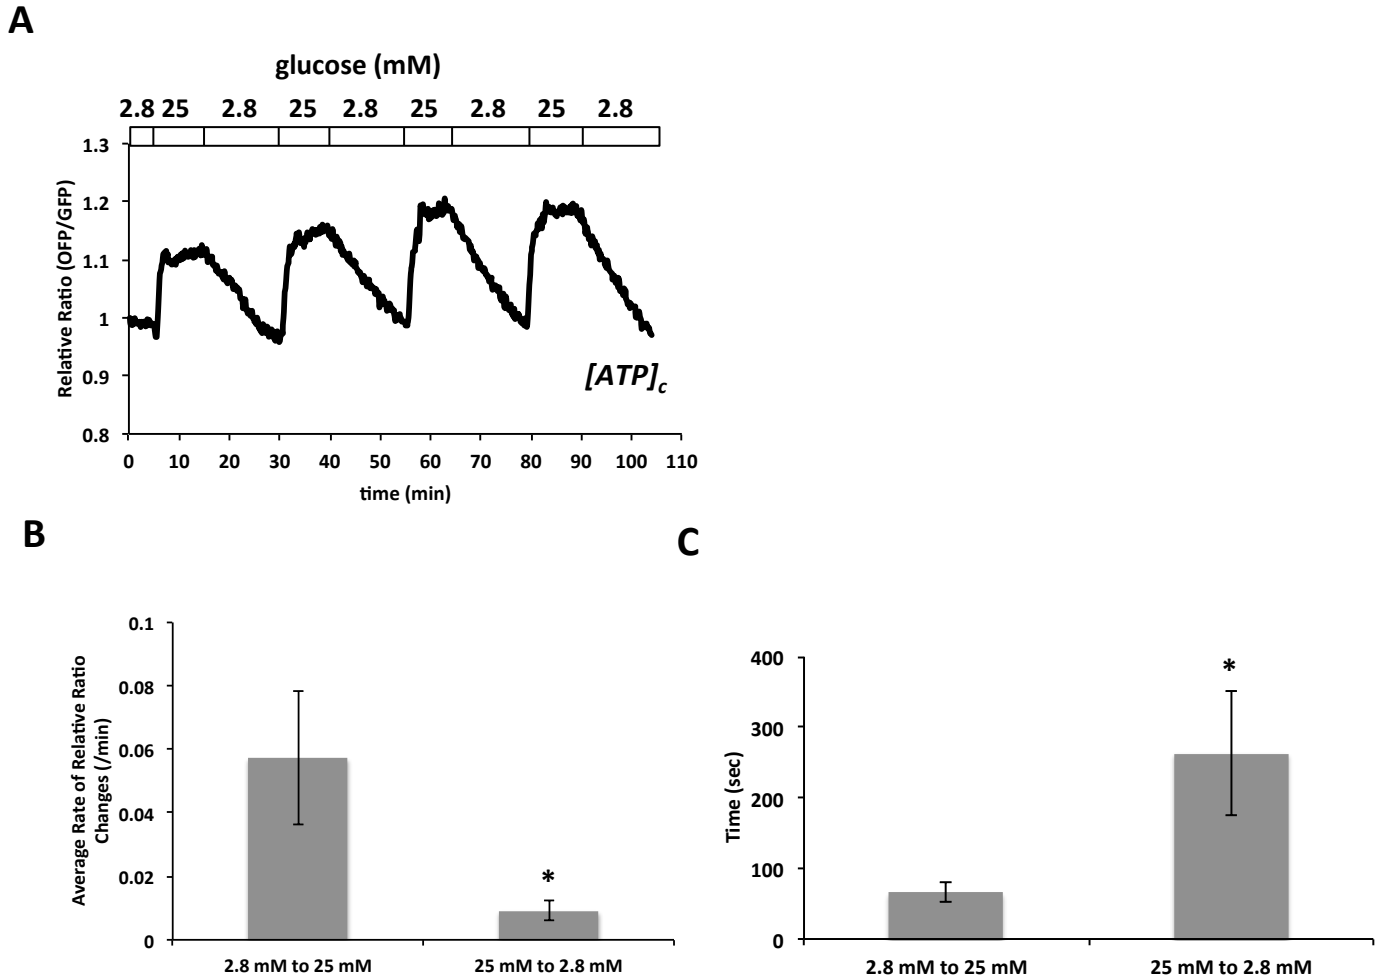 A
glucose (mM)
2.8 25 2.8 25 2.8 25 2.8 25 2.8
1.3
1.2
1.1
1
0.9
0.8
Relative Ratio (OFP/GFP)
[ATP]c
0 10 20 30 40 50 60 70 80 90 100 110
time (min)
B
0.1
0.08
0.06
0.04
0.02
0
Average Rate of Relative Ratio
Changes (/min)
*
2.8 mM to 25 mM 25 mM to 2.8 mM
C
400
300
200
100
0
Time (sec)
*
2.8 mM to 25 mM 25 mM to 2.8 mM